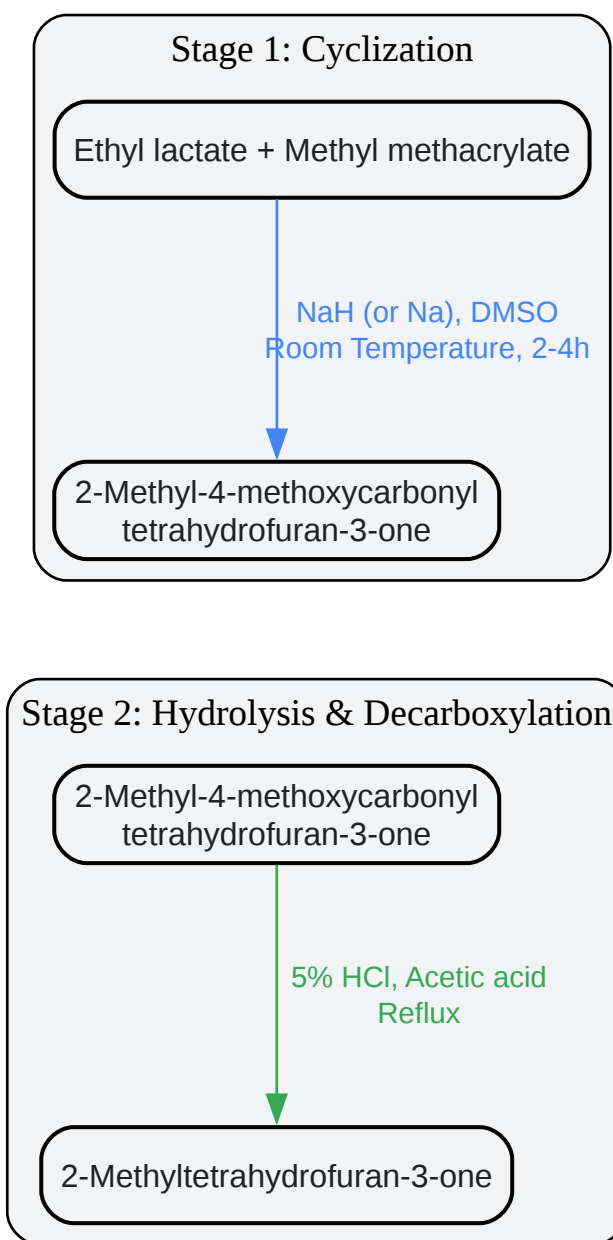 Stage 1: Cyclization
Ethyl lactate + Methyl methacrylate
NaH (or Na), DMSO
Room Temperature, 2-4h
2-Methyl-4-methoxycarbonyl
tetrahydrofuran-3-one
Stage 2: Hydrolysis & Decarboxylation
2-Methyl-4-methoxycarbonyl
tetrahydrofuran-3-one
5% HCl, Acetic acid
Reflux
2-Methyltetrahydrofuran-3-one